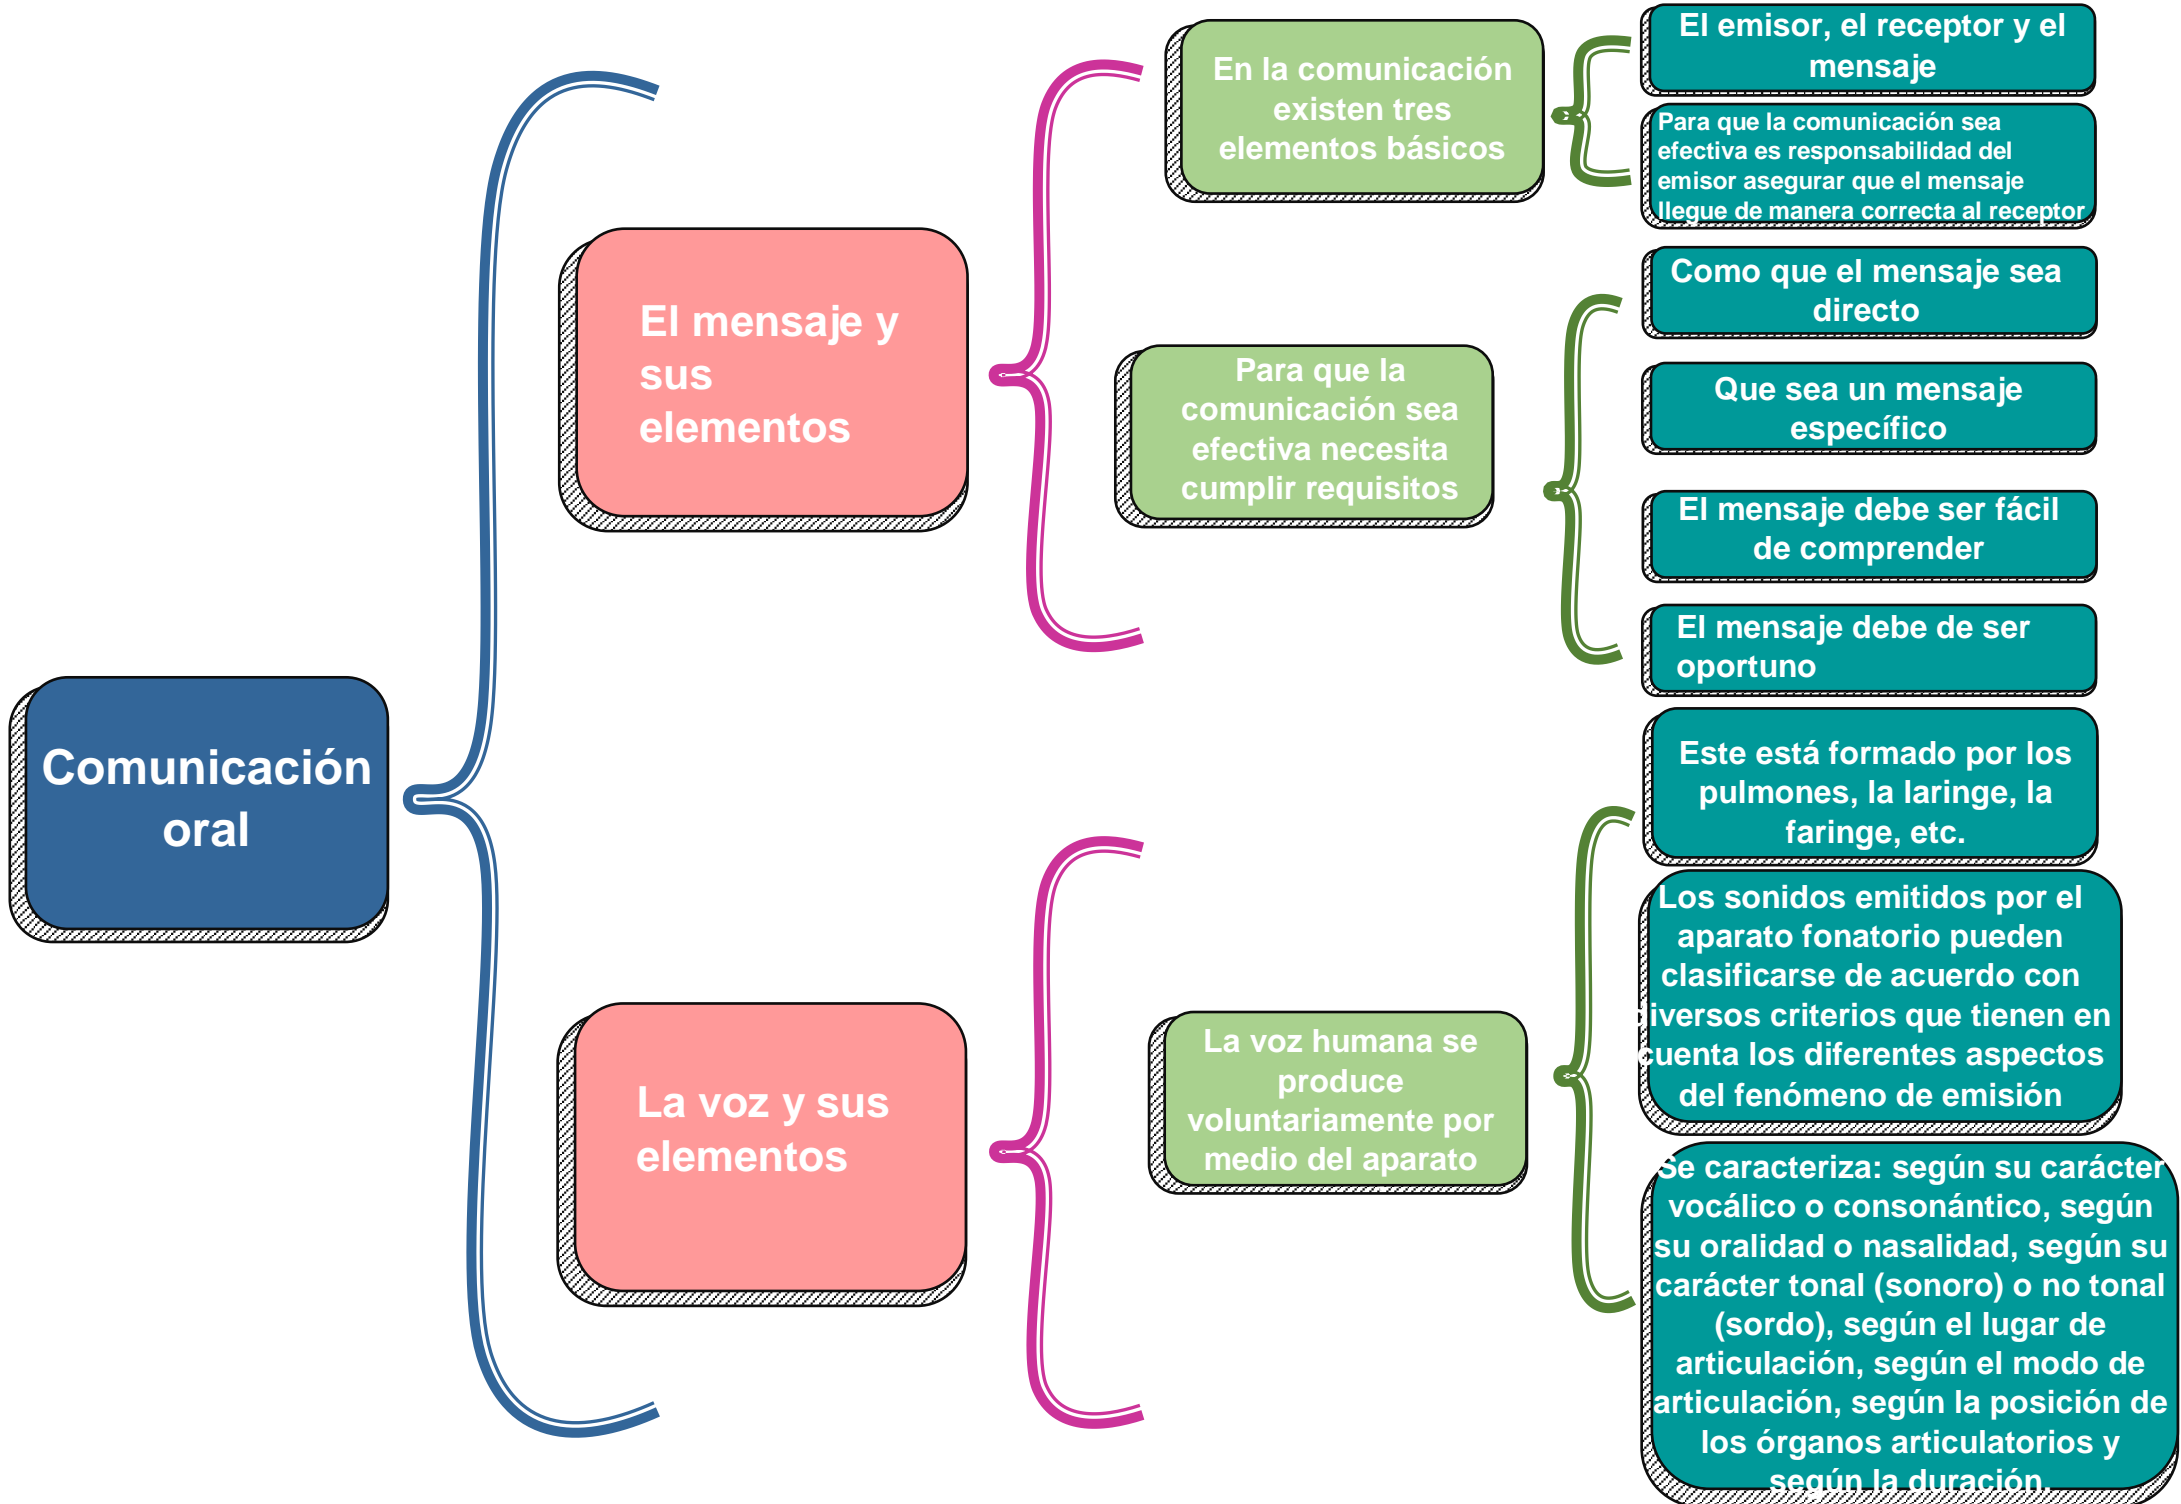 Comunicación
oral
El mensaje y
sus
elementos
En la comunicación
existen tres
elementos básicos
El emisor, el receptor y el
mensaje
Para que la comunicación sea
efectiva es responsabilidad del
emisor asegurar que el mensaje
llegue de manera correcta al receptor
Para que la
comunicación sea
efectiva necesita
cumplir requisitos
Como que el mensaje sea
directo
Que sea un mensaje
específico
El mensaje debe ser fácil
de comprender
El mensaje debe de ser
oportuno
La voz y sus
elementos
La voz humana se
produce
voluntariamente por
medio del aparato
Este está formado por los
pulmones, la laringe, la
faringe, etc.
Los sonidos emitidos por el
aparato fonatorio pueden
clasificarse de acuerdo con
diversos criterios que tienen en
cuenta los diferentes aspectos
del fenómeno de emisión
Se caracteriza: según su carácter
vocálico o consonántico, según
su oralidad o nasalidad, según su
carácter tonal (sonoro) o no tonal
(sordo), según el lugar de
articulación, según el modo de
articulación, según la posición de
los órganos articulatorios y
según la duración.